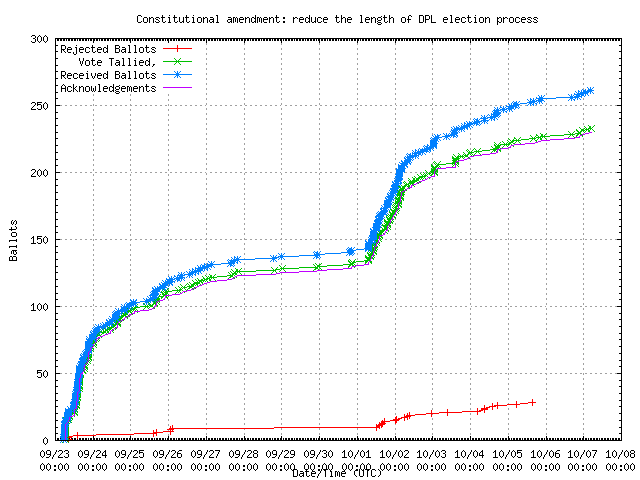 Constitutional amendment: reduce the length of DPL election process
300
250
200
150
100
50
0
Ballots
Rejected Ballots
Vote Tallied,
Received Ballots
Acknowledgements
09/23 09/24 09/25 09/26 09/27 09/28 09/29 09/30 10/01 10/02 10/03 10/04 10/05 10/06 10/07 10/08
00:00 00:00 00:00 00:00 00:00 00:00 00:00 00:00 00:00 00:00 00:00 00:00 00:00 00:00 00:00 00:00
Date/Time (UTC)